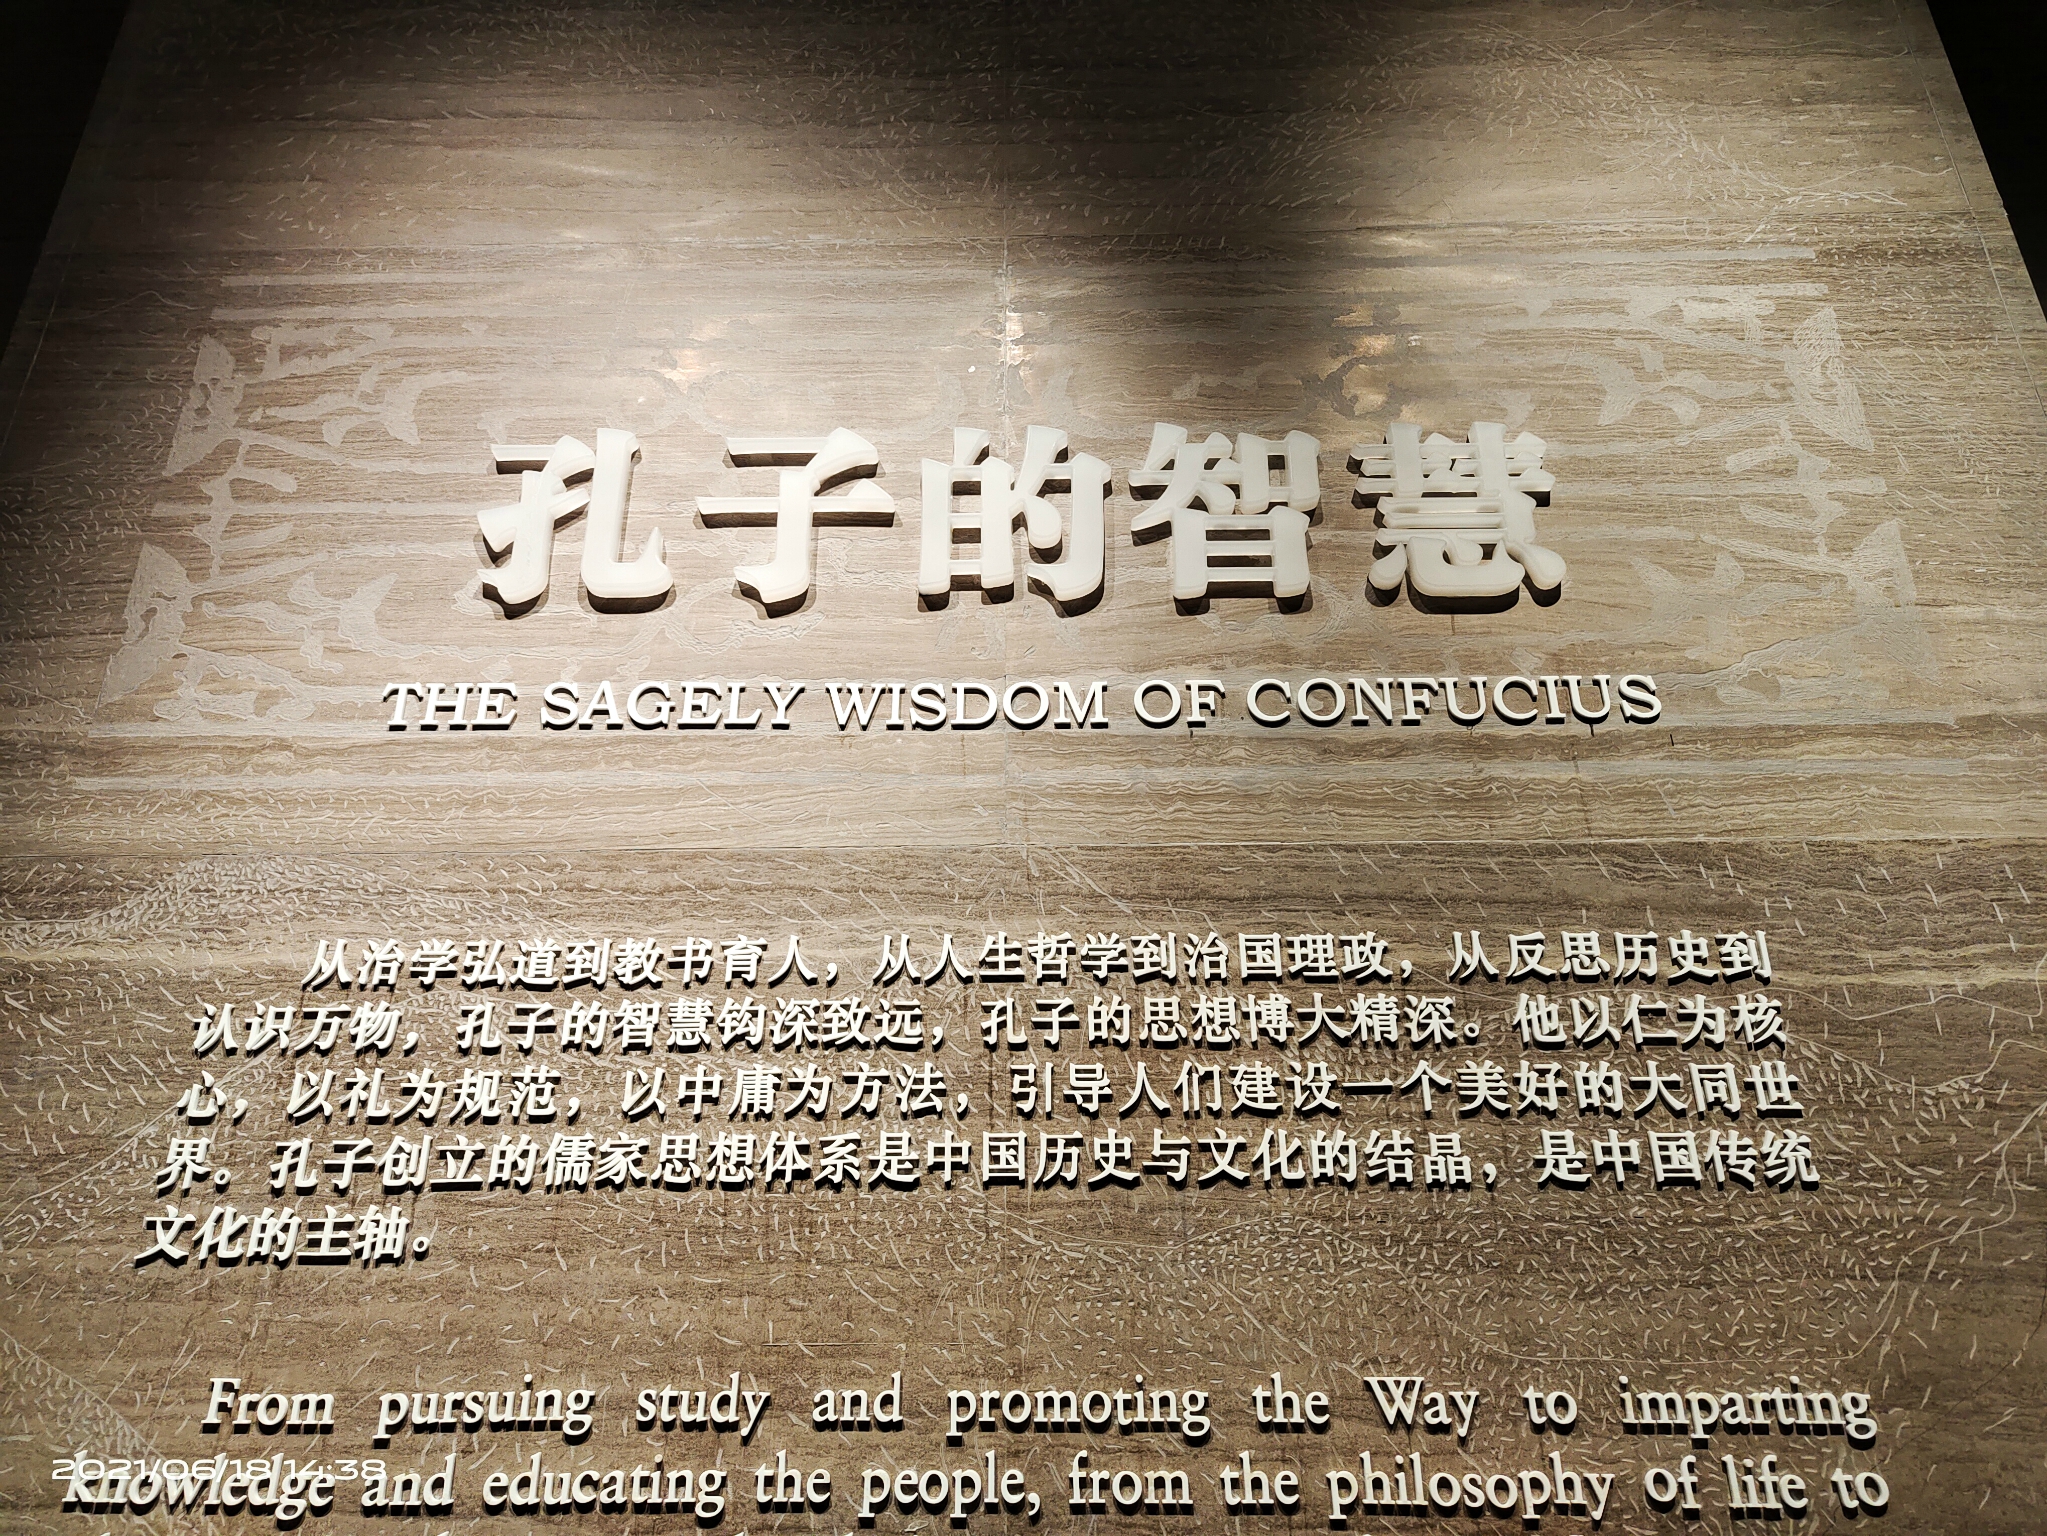 孔子的智慧
THE SAGELY WISDOM OF CONFUCIUS
从治学弘道到教书育人，从人生哲学到治国理政，从反思历史到
认识万物，孔子的智慧钩深致远，孔子的思想博大精深。他以仁为核
心，以礼为规范，以中庸为方法，引导人们建设一个美好的大同世
界。孔子创立的儒家思想体系是中国历史与文化的结晶，是中国传统
文化的主轴。
From pursuing study and promoting the Way to imparting
knowledge and educating the people, from the philosophy of life to
2021/06/18 14:38